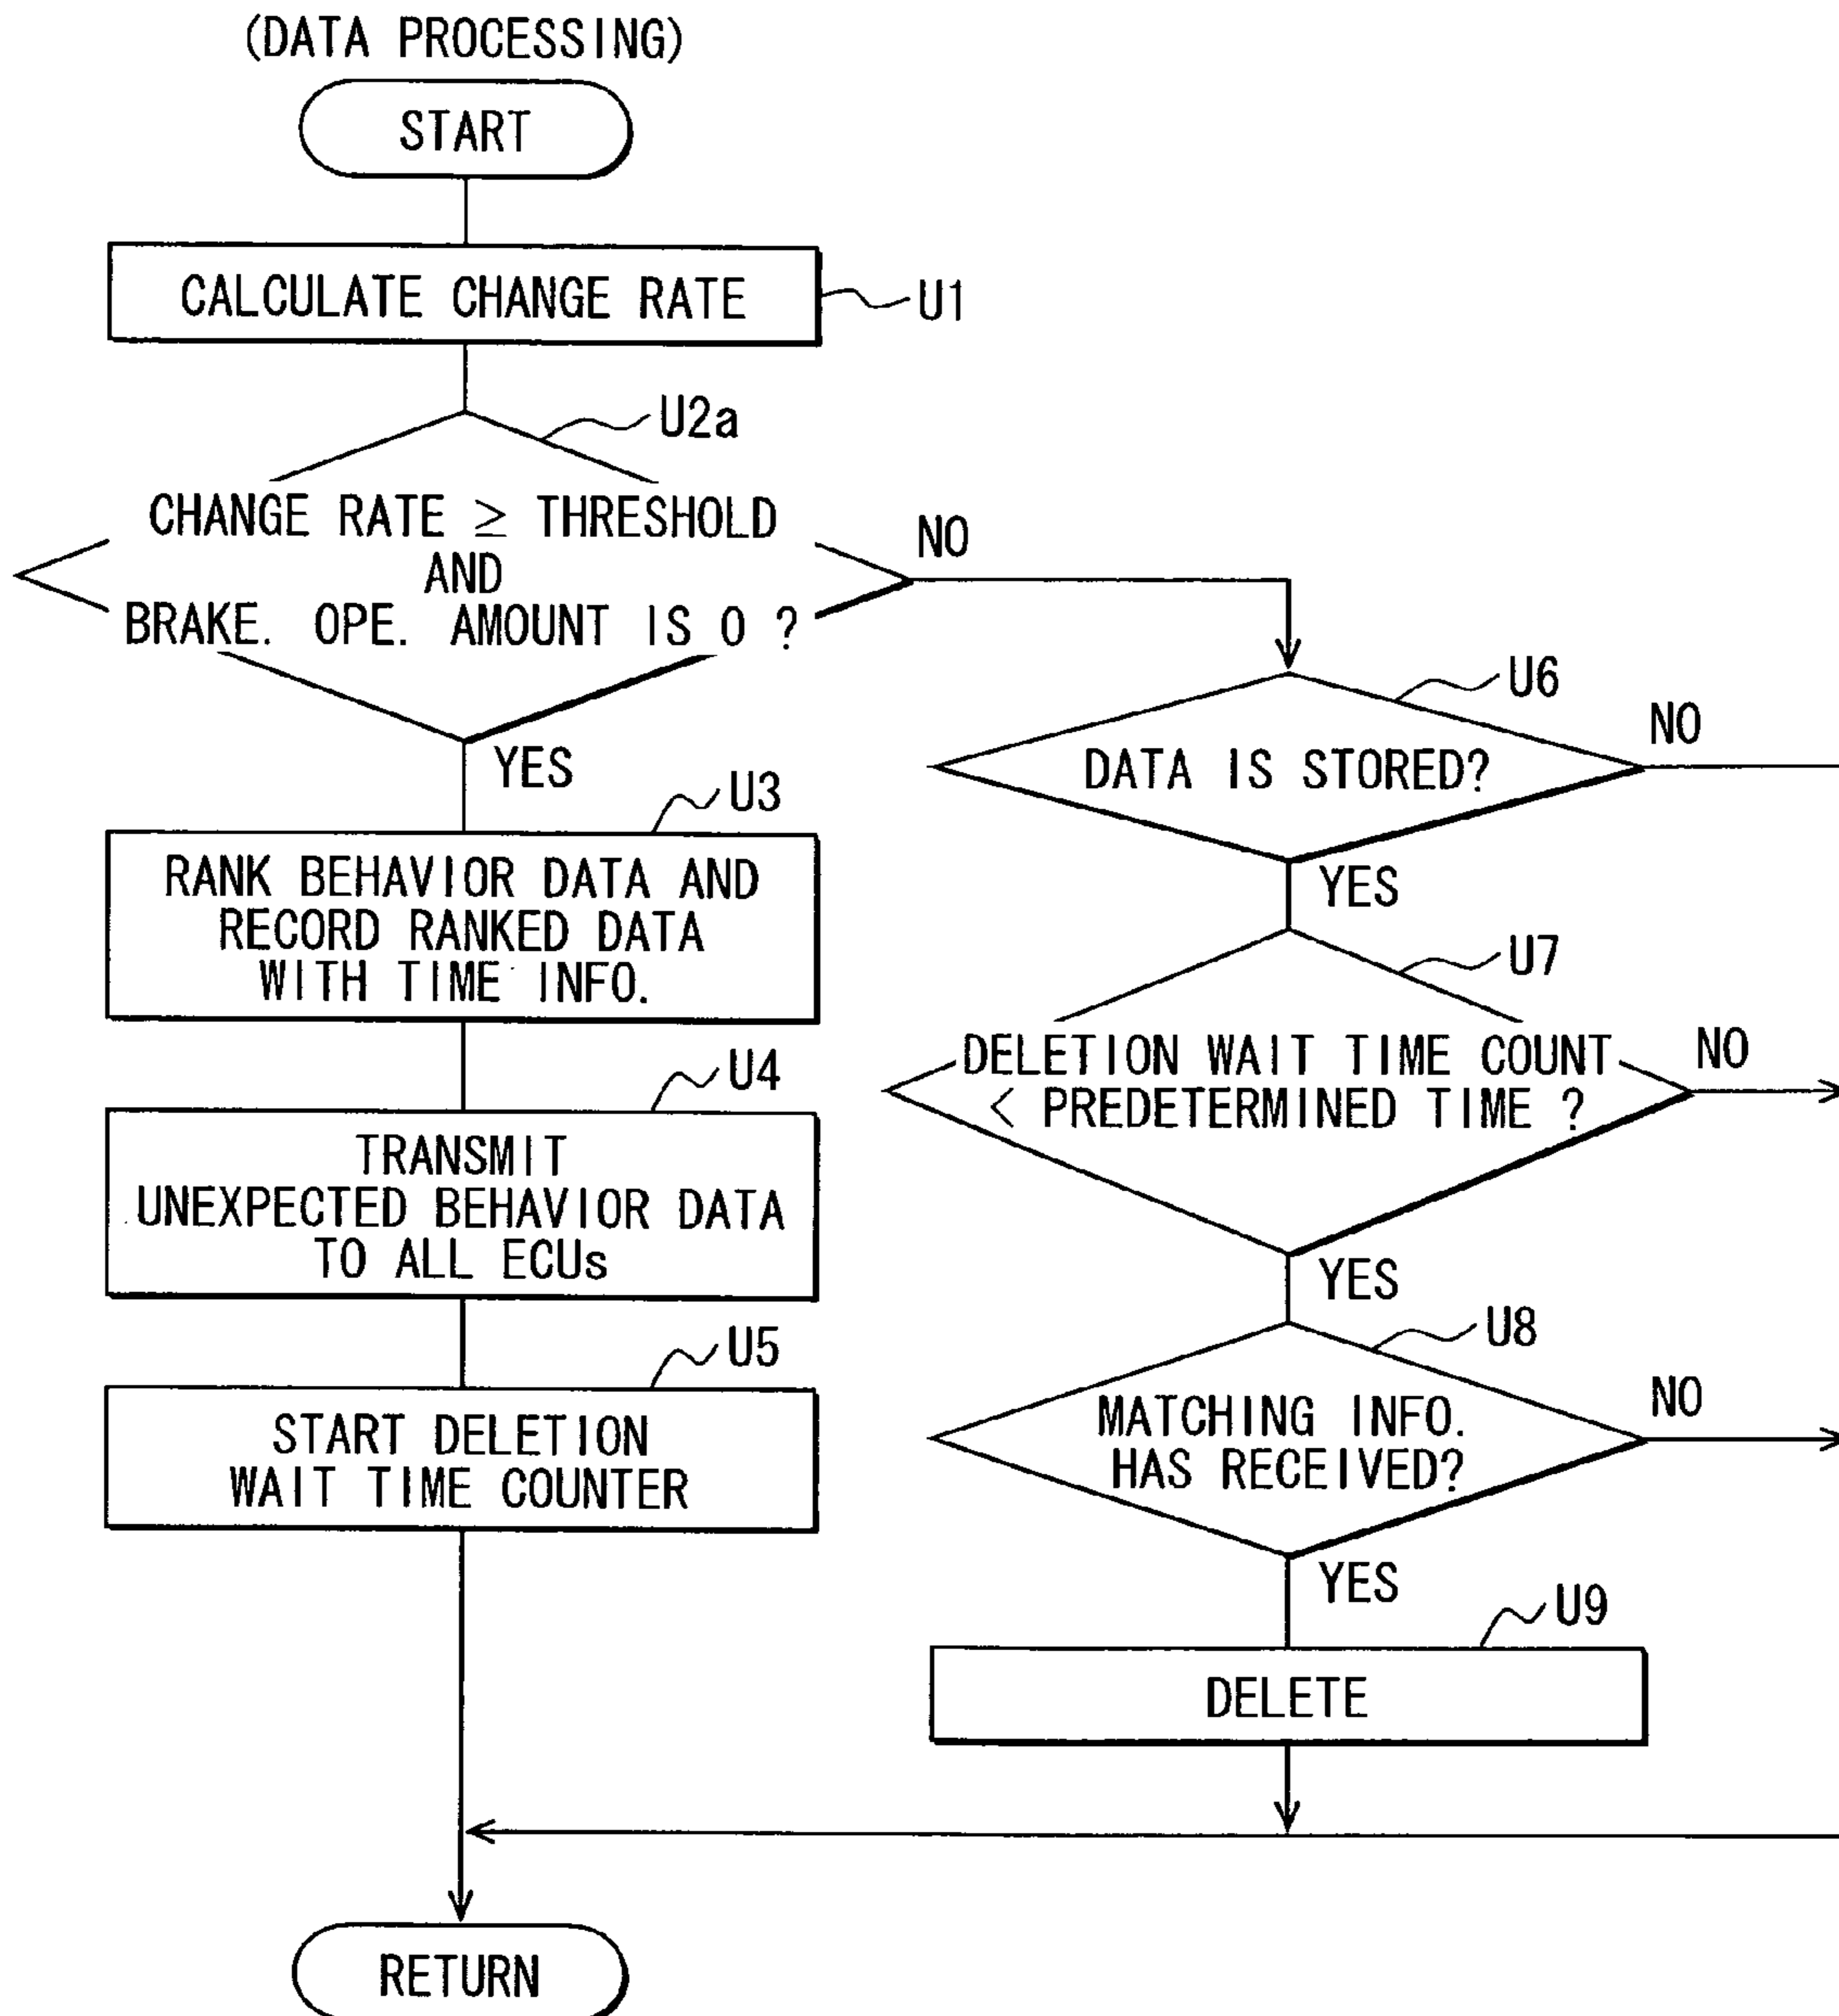 (DATA PROCESSING)
START
CALCULATE CHANGE RATE
U1
U2a
CHANGE RATE ≥ THRESHOLD
AND
BRAKE. OPE. AMOUNT IS 0 ?
NO
YES
U3
RANK BEHAVIOR DATA AND
RECORD RANKED DATA
WITH TIME INFO.
U4
TRANSMIT
UNEXPECTED BEHAVIOR DATA
TO ALL ECUs
U5
START DELETION
WAIT TIME COUNTER
U6
DATA IS STORED?
NO
YES
U7
DELETION WAIT TIME COUNT
< PREDETERMINED TIME ?
NO
YES
U8
MATCHING INFO.
HAS RECEIVED?
NO
YES
U9
DELETE
RETURN